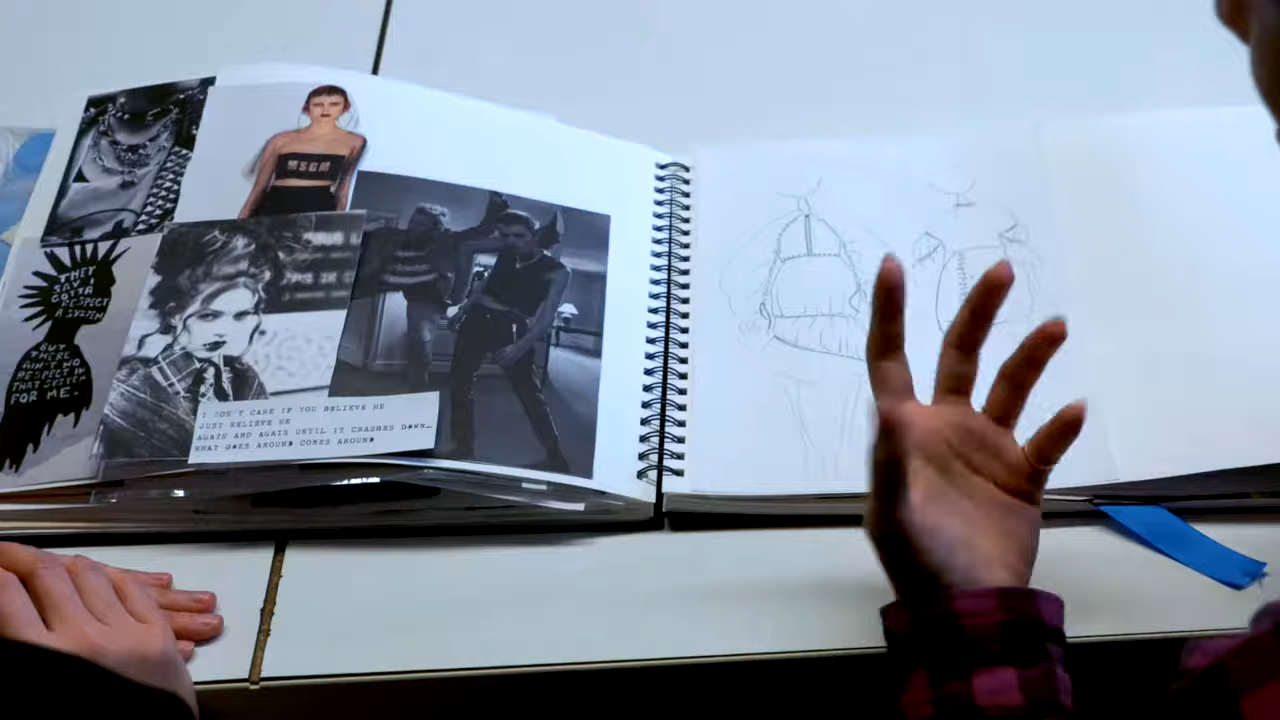 MSGM
THEY
SAY I
GOTTA
GOT RESPECT
A SYSTEM
BUT
THERE
AIN'T NO
RESPECT IN
THAT SYSTEM
FOR ME.
I DON'T CARE IF YOU BELIEVE ME
JUST BELIEVE ME
AGAIN AND AGAIN UNTIL IT CRASHES DOWN...
WHAT GOES AROUND COMES AROUND